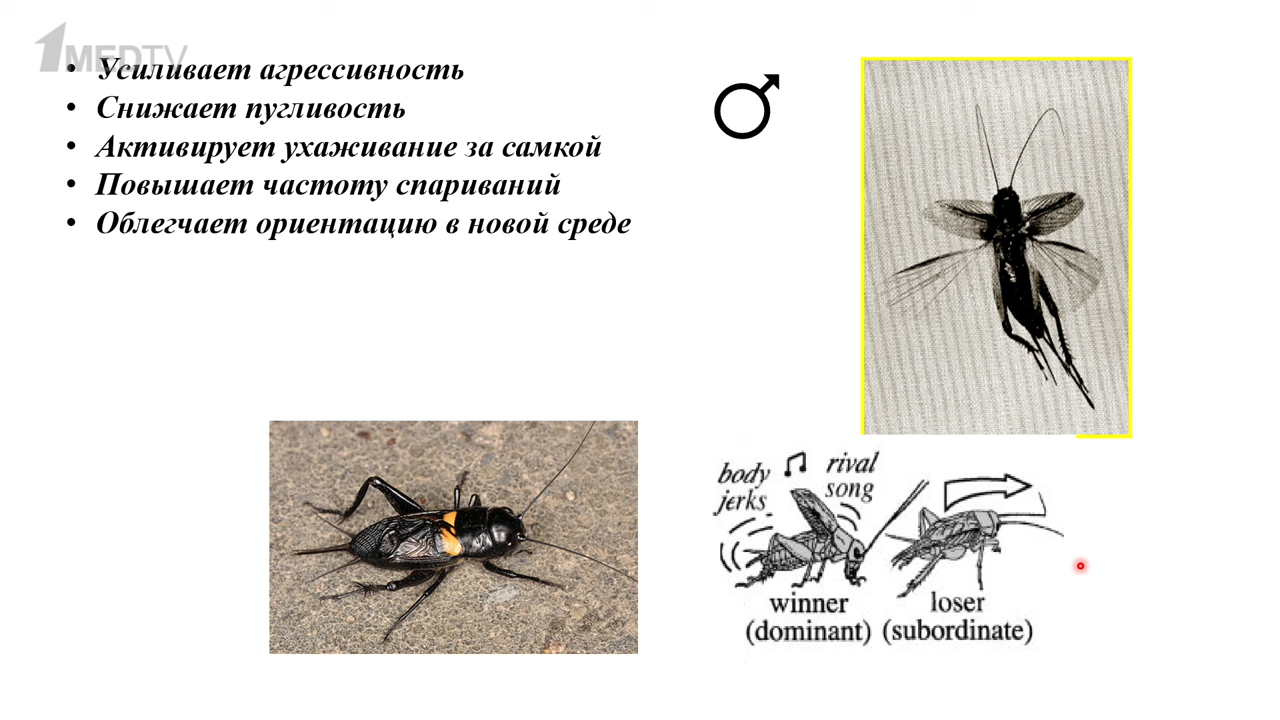 1MEDTV
• Усиливает агрессивность
• Снижает пугливость
• Активирует ухаживание за самкой
• Повышает частоту спариваний
• Облегчает ориентацию в новой среде
body
jerks
rival
song
winner
(dominant)
loser
(subordinate)